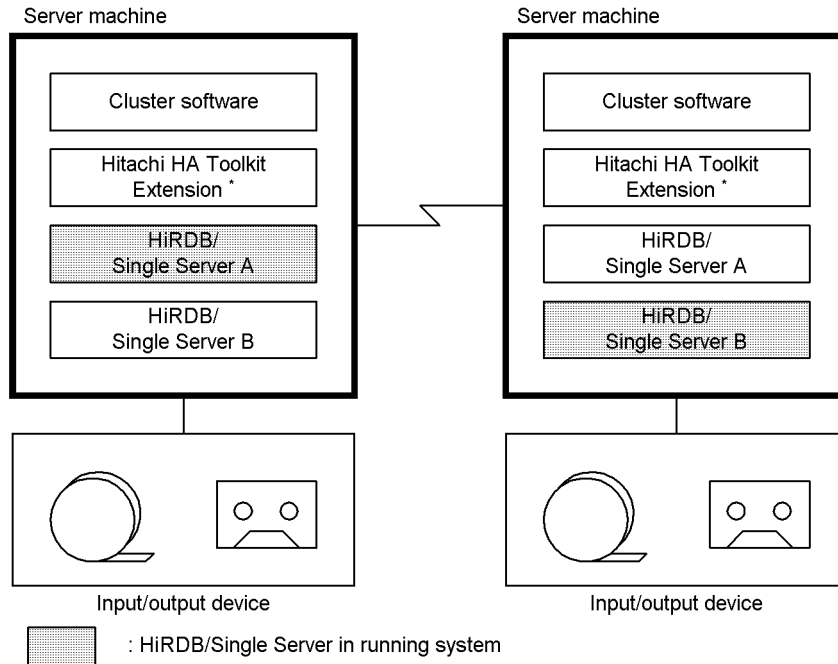 Server machine
Cluster software
Hitachi HA Toolkit
Extension *
HiRDB/
Single Server A
HiRDB/
Single Server B
Input/output device
Server machine
Cluster software
Hitachi HA Toolkit
Extension *
HiRDB/
Single Server A
HiRDB/
Single Server B
Input/output device
: HiRDB/Single Server in running system